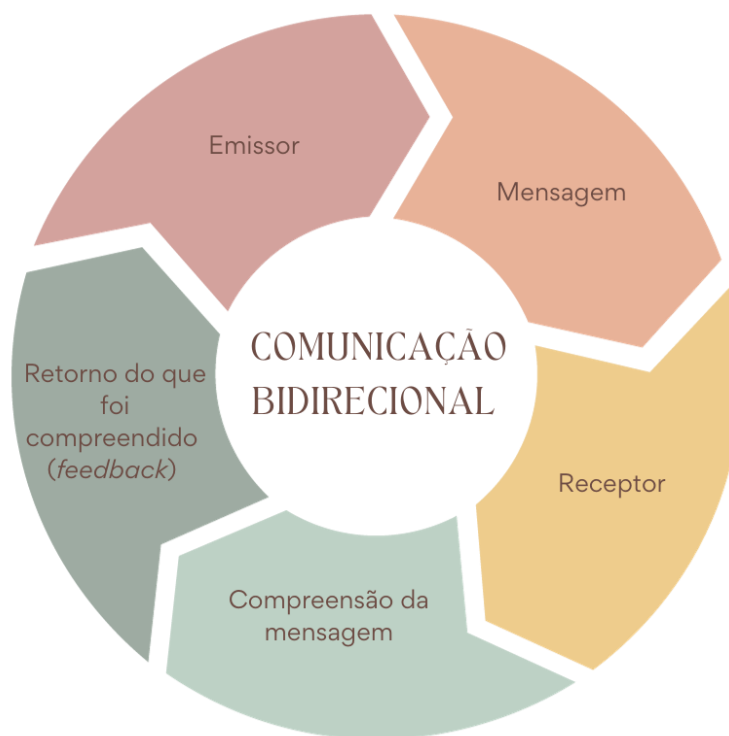 Emissor
Mensagem
Receptor
Compreensão da
mensagem
Retorno do que
foi
compreendido
(feedback)
COMUNICAÇÃO
BIDIRECIONAL